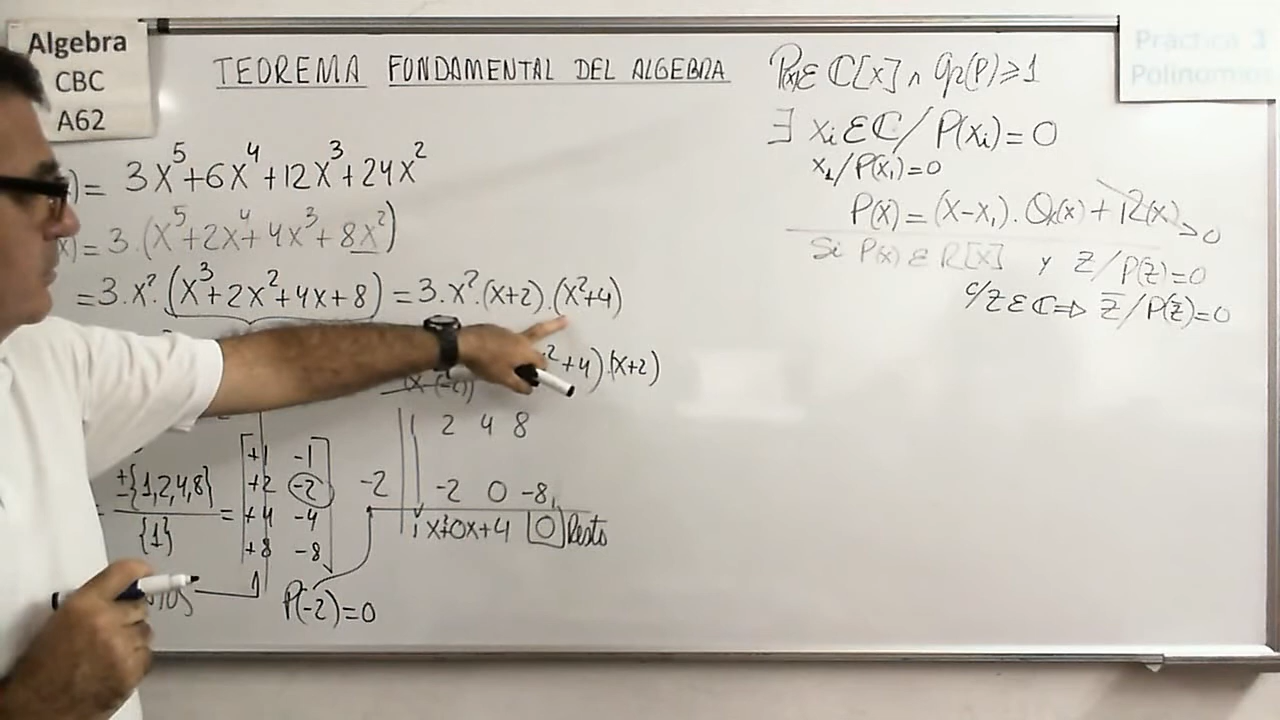 Algebra
CBC
A62
TEOREMA FUNDAMENTAL DEL ALGEBRA
)= 3x⁵+6x⁴+12x³+24x²
x)= 3.(x⁵+2x⁴+4x³+8x²)
=3.x².(x³+2x²+4x+8) = 3.x².(x+2).(x²+4)
²+4).(x+2)
1 2 4 8
-2 -2 0 -8
1x²+0x+4 0 Resto
±{1,2,4,8}
{1}
=
+1 -1
+2 -2
+4 -4
+8 -8
P(-2)=0
Práctica 3
Polinomios
P(x) ε ℂ[x] ∧ Gr(P)⩾1
∃ xᵢ ε ℂ / P(xᵢ)=0
x₁/P(x₁)=0
P(x) = (x-x₁).Q(x) + R(x) → 0
Si P(x) ε R[x] y z/P(z)=0
c/z ε ℂ ⇒ z̅/P(z̅)=0